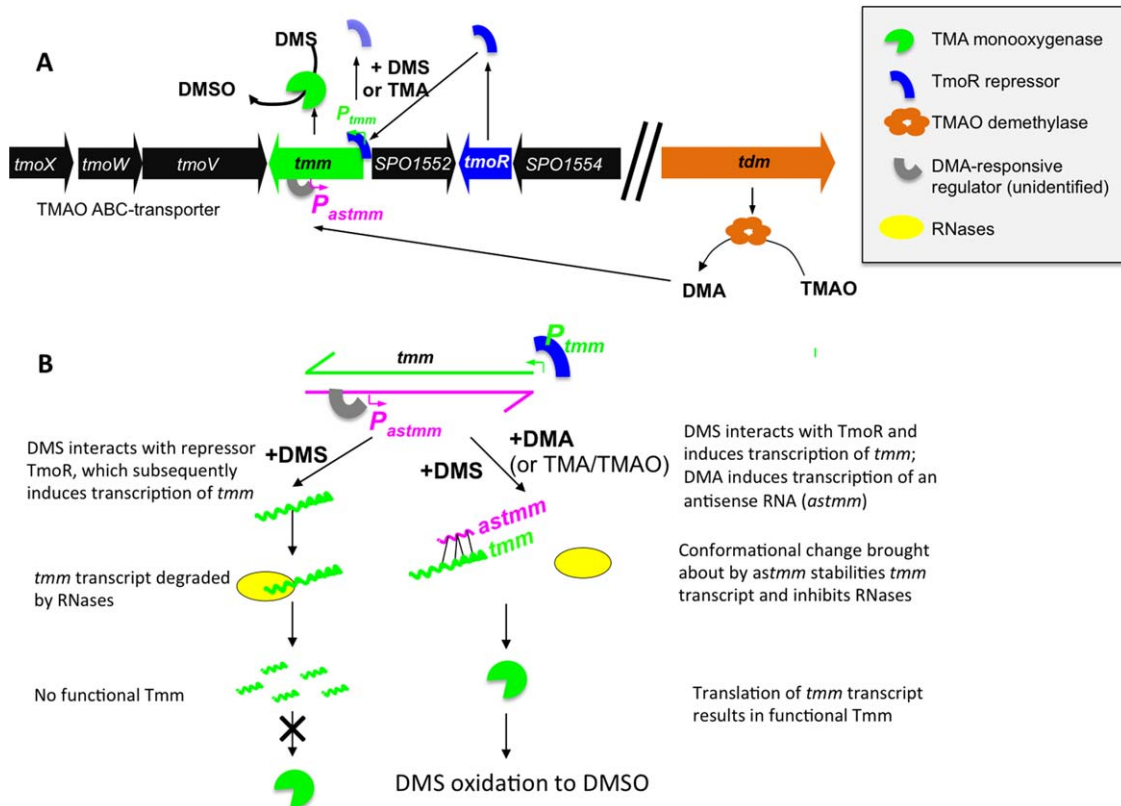 A
DMS
DMSO
+ DMS
or TMA
P tmm
tmoX
tmoW
tmoV
tmm
SPO1552
tmoR
SPO1554
tdm
TMAO ABC-transporter
P astmm
DMA
TMAO
TMA monooxygenase
TmoR repressor
TMAO demethylase
DMA-responsive
regulator (unidentified)
RNases
B
tmm
P tmm
P astmm
DMS interacts with repressor
TmoR, which subsequently
induces transcription of tmm
+DMS
+DMS
+DMA
(or TMA/TMAO)
DMS interacts with TmoR and
induces transcription of tmm;
DMA induces transcription of an
antisense RNA (astmm)
astmm
tmm
tmm transcript degraded
by RNases
Conformational change brought
about by astmm stabilities tmm
transcript and inhibits RNases
No functional Tmm
Translation of tmm transcript
results in functional Tmm
DMS oxidation to DMSO